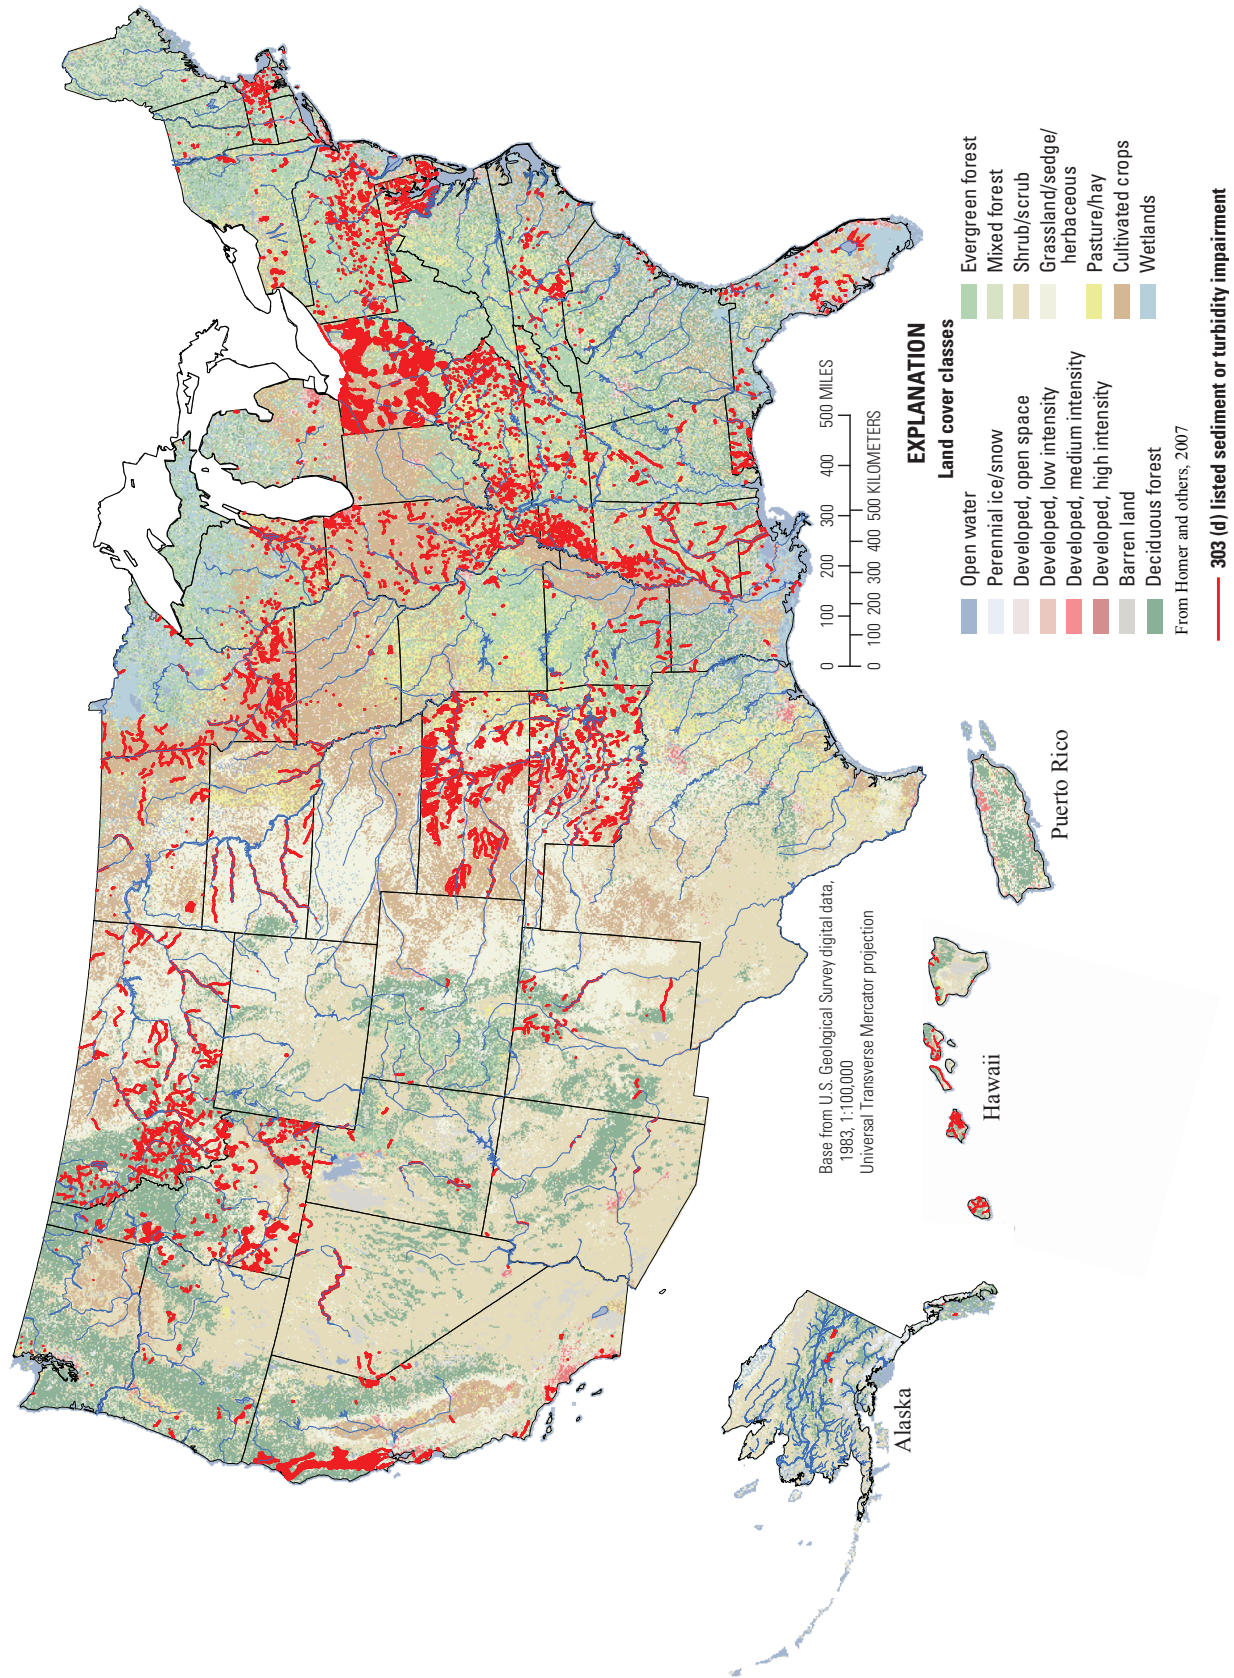 500 MILES
400
300
200
100
0
500 KILOMETERS
400
300
200
100
0
EXPLANATION
Land cover classes
Open water
Perennial ice/snow
Developed, open space
Developed, low intensity
Developed, medium intensity
Developed, high intensity
Barren land
Deciduous forest
Evergreen forest
Mixed forest
Shrub/scrub
Grassland/sedge/
herbaceous
Pasture/hay
Cultivated crops
Wetlands
From Homer and others, 2007
303 (d) listed sediment or turbidity impairment
Base from U.S. Geological Survey digital data,
1983, 1:100,000
Universal Transverse Mercator projection
Alaska
Hawaii
Puerto Rico